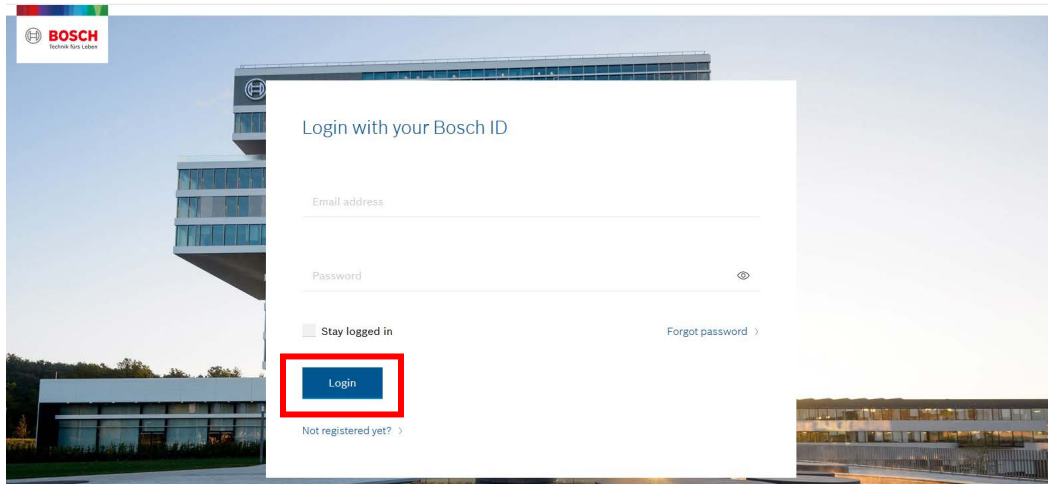 BOSCH
Technik fürs Leben
Login with your Bosch ID
Email address
Password
Stay logged in
Forgot password
Login
Not registered yet?